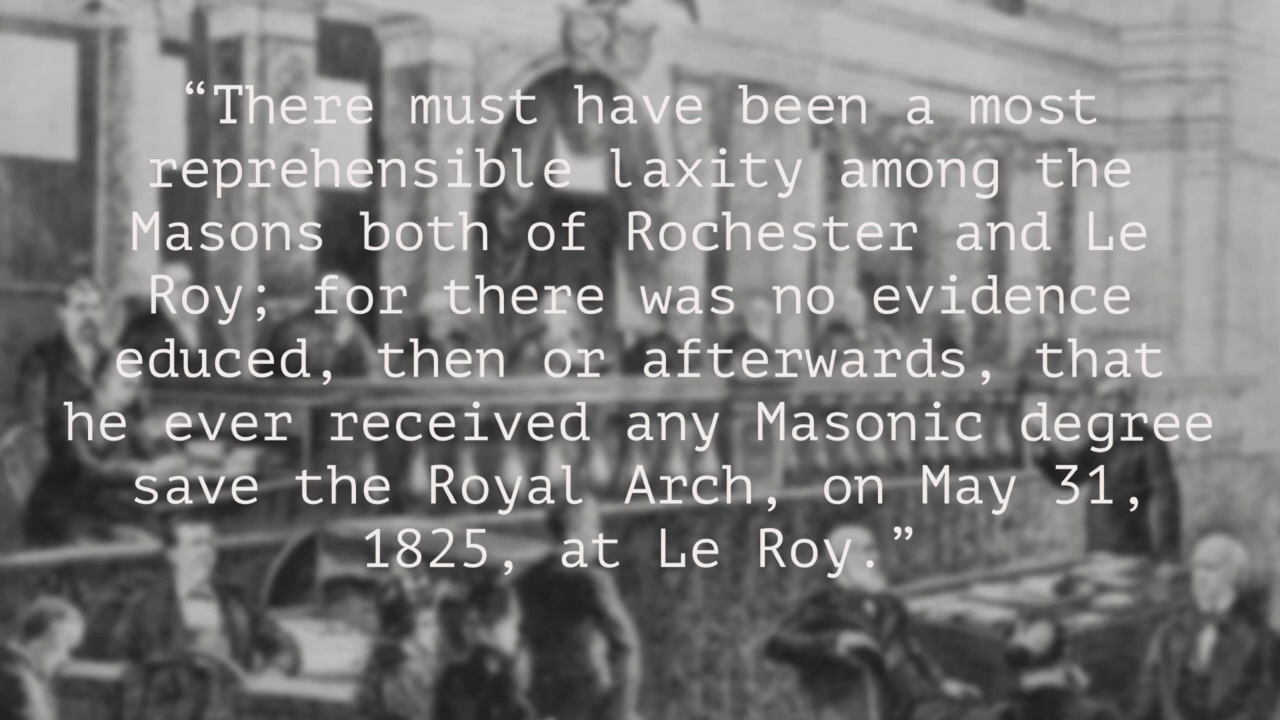 “There must have been a most
reprehensible laxity among the
Masons both of Rochester and Le
Roy; for there was no evidence
educed, then or afterwards, that
he ever received any Masonic degree
save the Royal Arch, on May 31,
1825, at Le Roy.”